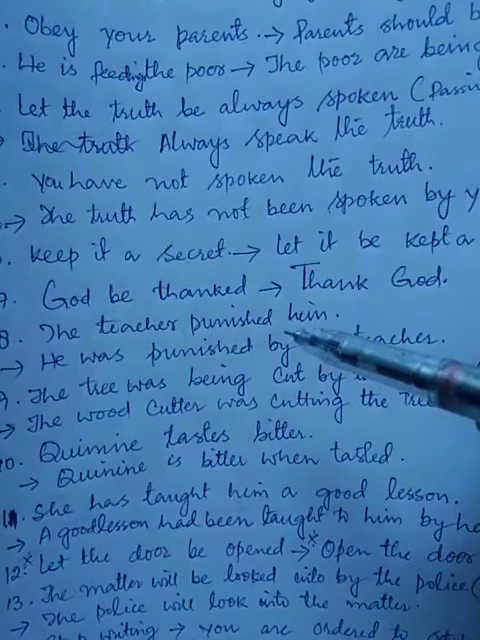 . Obey your parents. → Parents should b
. He is feeding the poor → The poor are being
Let the truth be always spoken (Passiv
→ The truth Always speak the truth.
. You have not spoken the truth.
→ The truth has not been spoken by y
. keep it a secret. → Let it be kept a
7. God be thanked → Thank God.
8. The teacher punished him.
→ He was punished by teacher.
9. The tree was being cut by
→ The wood cutter was cutting the tree
10. Quinine tastes bitter.
→ Quinine is bitter when tasted.
11. She has taught him a good lesson.
→ A good lesson had been taught to him by he
12.* Let the door be opened →* Open the door
13. The matter will be looked into by the police (
→ The police will look into the matter.
writing → you are ordered to st